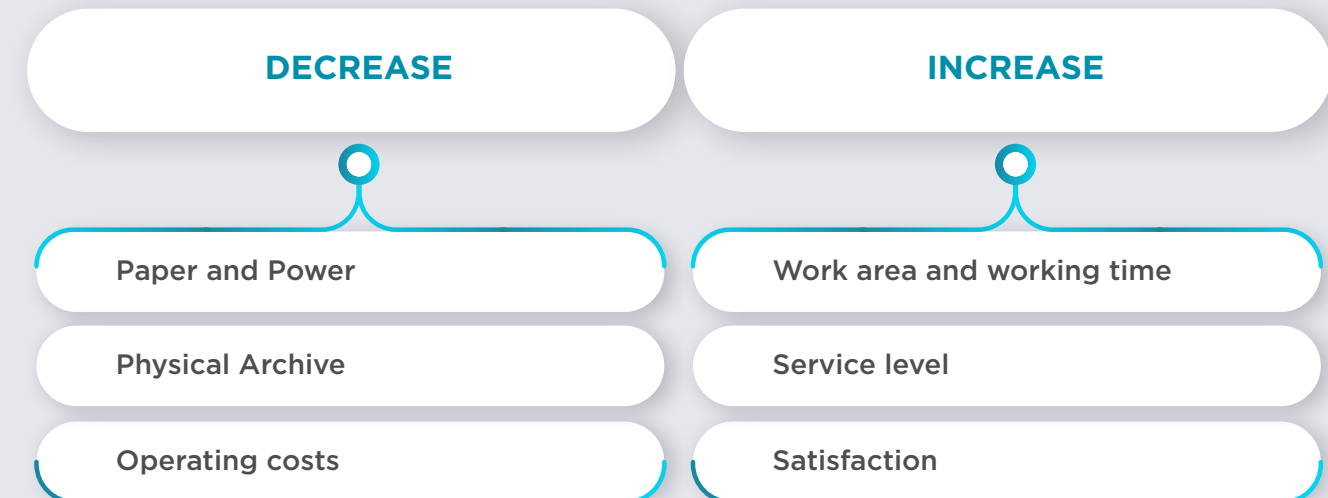 DECREASE
Paper and Power
Physical Archive
Operating costs
INCREASE
Work area and working time
Service level
Satisfaction